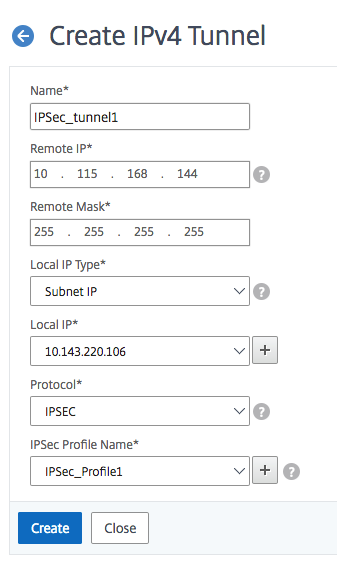 Create IPv4 Tunnel
Name*
IPSec_tunnel1
Remote IP*
10 . 115 . 168 . 144
?
Remote Mask*
255 . 255 . 255 . 255
Local IP Type*
Subnet IP
?
Local IP*
10.143.220.106
+
Protocol*
IPSEC
?
IPSec Profile Name*
IPSec_Profile1
+
?
Create
Close